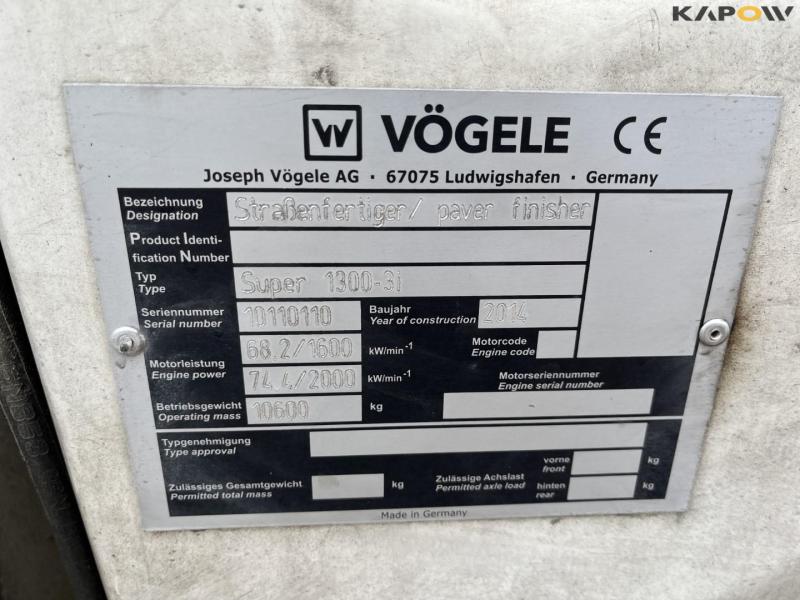 KAPOW
VÖGELE CE
Joseph Vögele AG · 67075 Ludwigshafen · Germany
Bezeichnung
Designation
Straßenfertiger/ paver finisher
Product Identi-
fication Number
Typ
Type
Super 1300-3i
Seriennummer
Serial number
10110110
Baujahr
Year of construction
2014
Motorleistung
Engine power
68.2/1600 kW/min⁻¹
74.4/2000 kW/min⁻¹
Motorcode
Engine code
Motorseriennummer
Engine serial number
Betriebsgewicht
Operating mass
10600 kg
Typgenehmigung
Type approval
Zulässiges Gesamtgewicht
Permitted total mass
kg
Zulässige Achslast
Permitted axle load
vorne
front
kg
hinten
rear
kg
Made in Germany